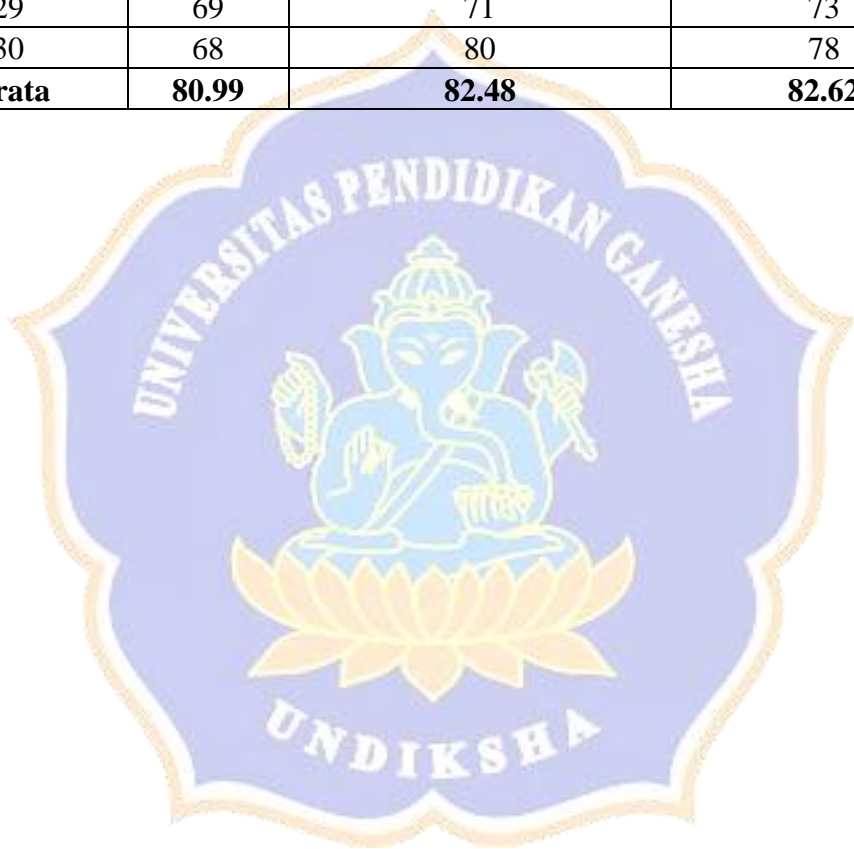 29 69 71 73
30 68 80 78
rata 80.99 82.48 82.62
UNIVERSITAS PENDIDIKAN GANESHA
UNDIKSHA